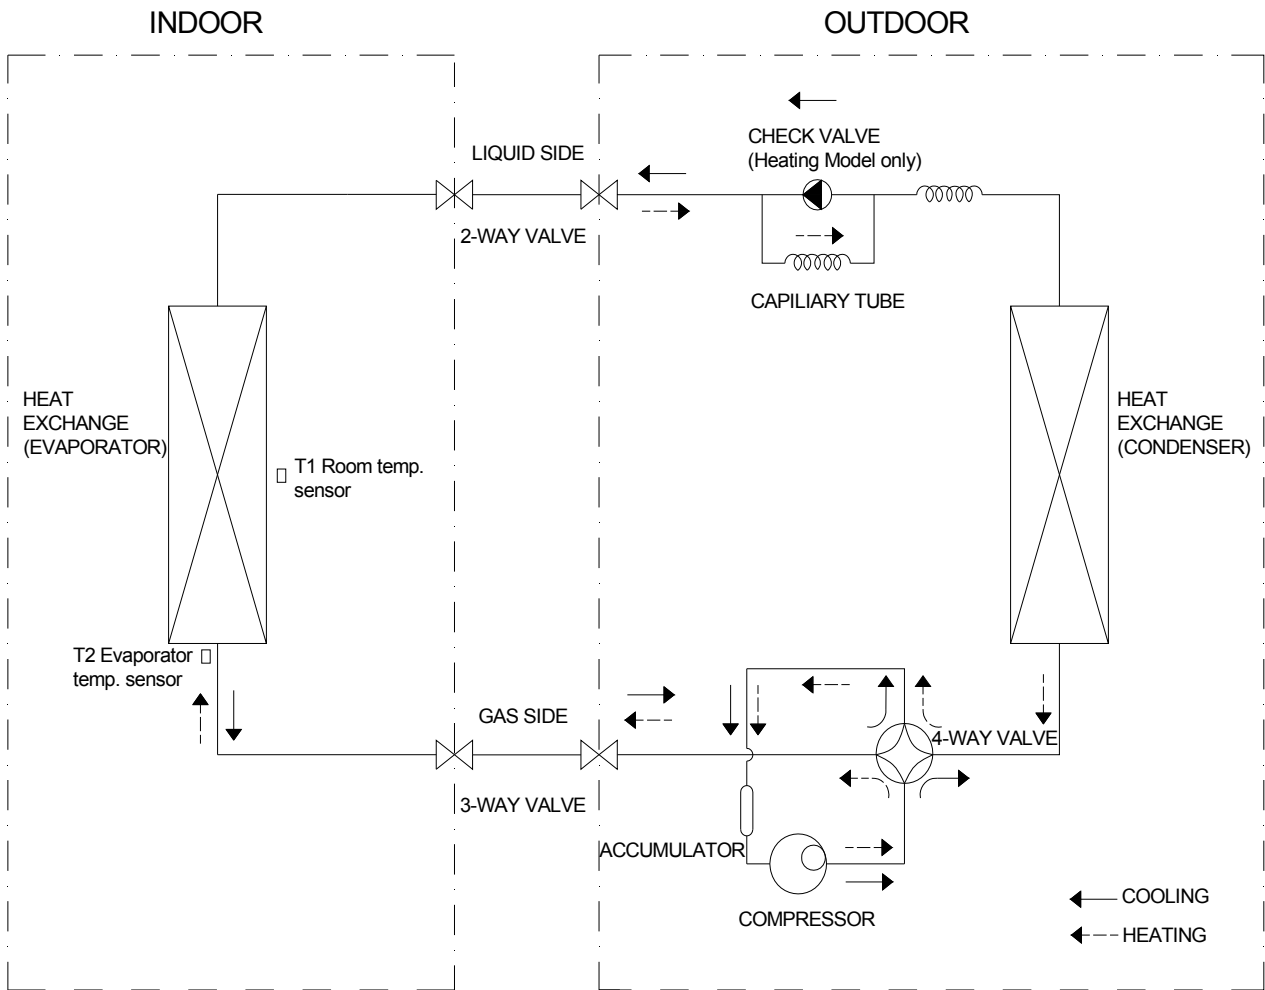 INDOOR
OUTDOOR
CHECK VALVE
(Heating Model only)
LIQUID SIDE
2-WAY VALVE
CAPILIARY TUBE
HEAT
EXCHANGE
(EVAPORATOR)
T1 Room temp.
sensor
HEAT
EXCHANGE
(CONDENSER)
T2 Evaporator
temp. sensor
GAS SIDE
4-WAY VALVE
3-WAY VALVE
ACCUMULATOR
COMPRESSOR
COOLING
HEATING